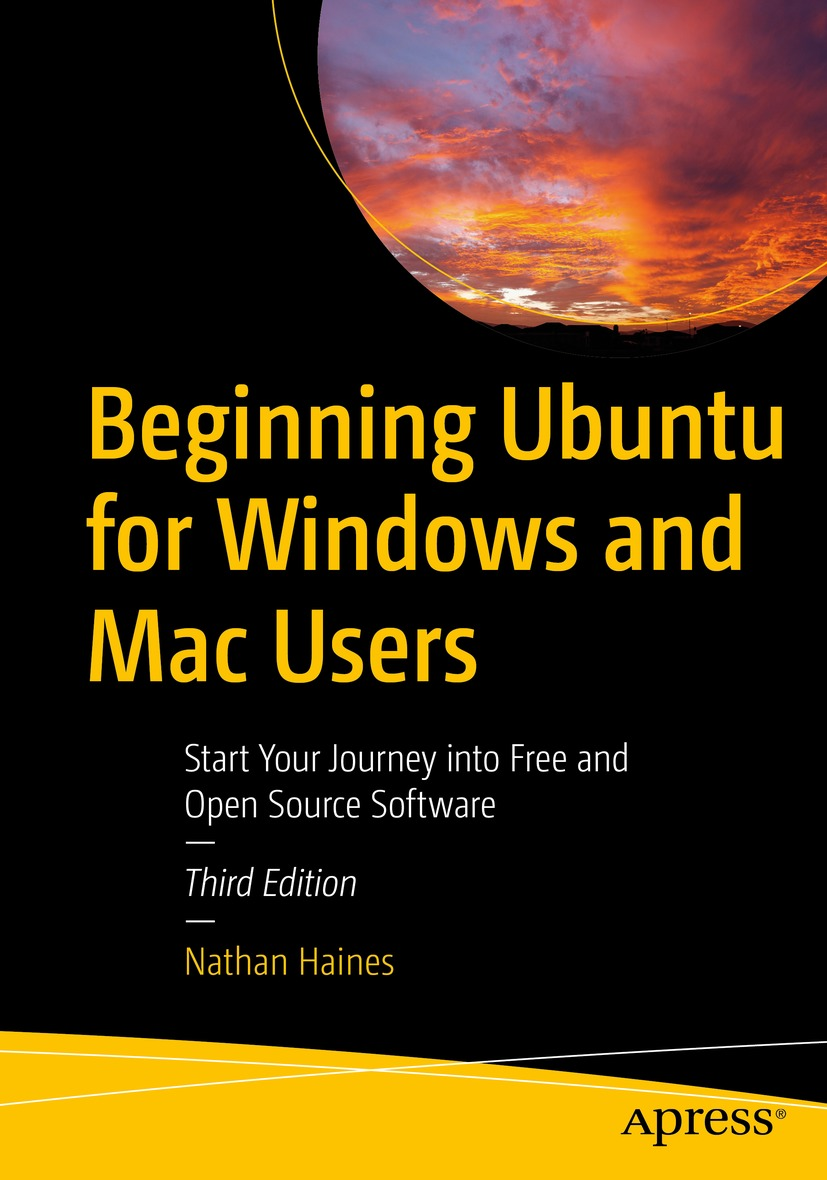 Beginning Ubuntu
for Windows and
Mac Users
Start Your Journey into Free and
Open Source Software
—
Third Edition
—
Nathan Haines
Apress®